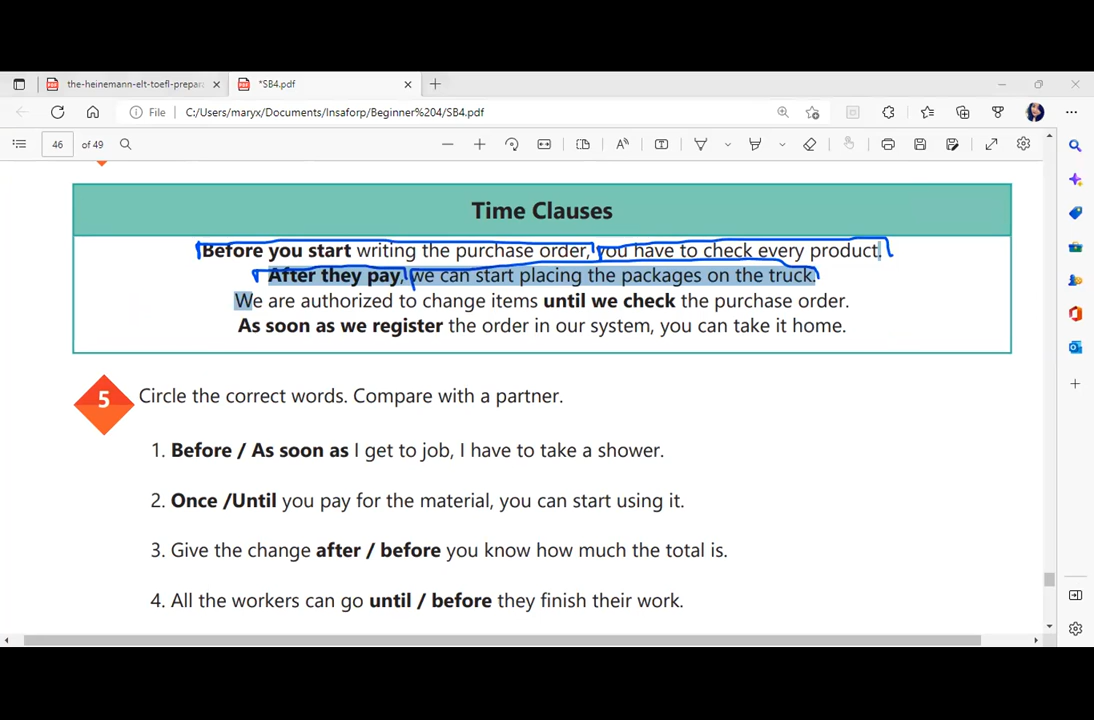 the-heinemann-elt-toefl-prepar
*SB4.pdf
File
C:/Users/maryx/Documents/Insaforp/Beginner%204/SB4.pdf
46
of 49
Time Clauses
Before you start writing the purchase order, you have to check every product.
After they pay, we can start placing the packages on the truck.
We are authorized to change items until we check the purchase order.
As soon as we register the order in our system, you can take it home.
5
Circle the correct words. Compare with a partner.
1. Before / As soon as I get to job, I have to take a shower.
2. Once /Until you pay for the material, you can start using it.
3. Give the change after / before you know how much the total is.
4. All the workers can go until / before they finish their work.